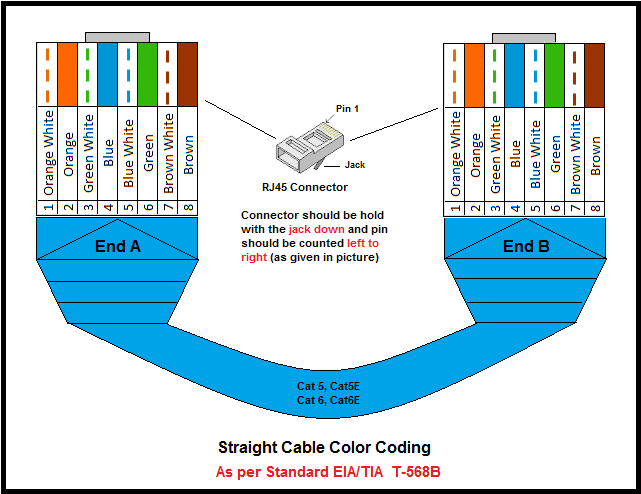 Orange White
Orange
Green White
Blue
Blue White
Green
Brown White
Brown
1 2 3 4 5 6 7 8
End A
Pin 1
Jack
RJ45 Connector
Connector should be hold
with the jack down and pin
should be counted left to
right (as given in picture)
Orange White
Orange
Green White
Blue
Blue White
Green
Brown White
Brown
1 2 3 4 5 6 7 8
End B
Cat 5, Cat5E
Cat 6, Cat6E
Straight Cable Color Coding
As per Standard EIA/TIA T-568B